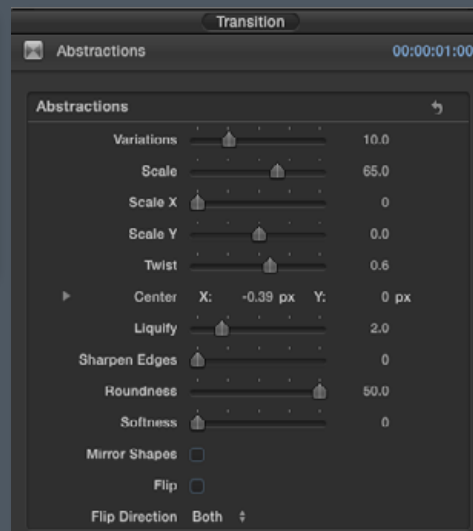 Transition
Abstractions 00:00:01:00
Abstractions
Variations 10.0
Scale 65.0
Scale X 0
Scale Y 0.0
Twist 0.6
Center X: -0.39 px Y: 0 px
Liquify 2.0
Sharpen Edges 0
Roundness 50.0
Softness 0
Mirror Shapes
Flip
Flip Direction Both